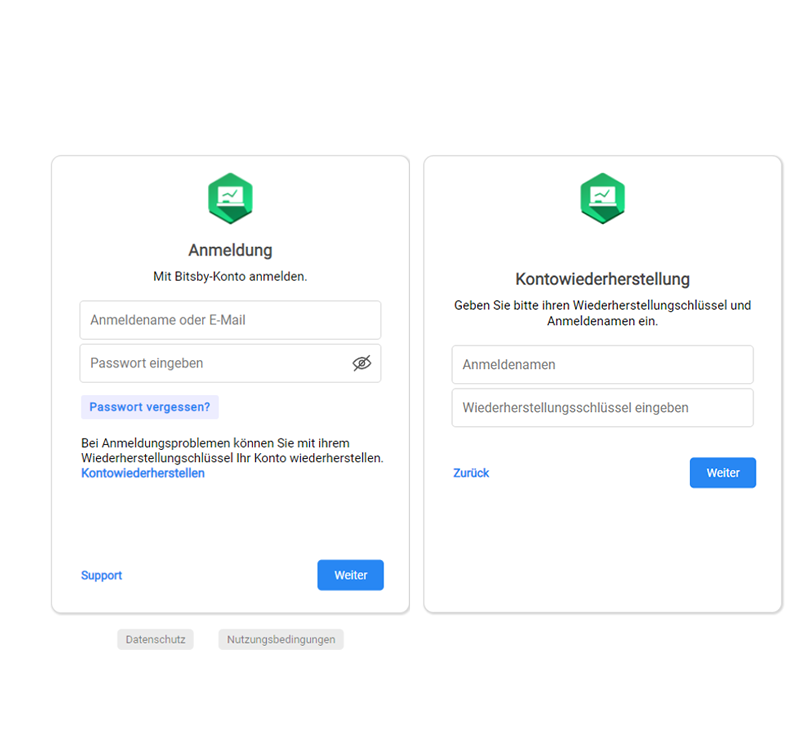 Anmeldung
Mit Bitsby-Konto anmelden.
Anmeldename oder E-Mail
Passwort eingeben
Passwort vergessen?
Bei Anmeldungsproblemen können Sie mit ihrem
Wiederherstellungschlüssel Ihr Konto wiederherstellen.
Kontowiederherstellen
Support
Weiter
Datenschutz
Nutzungsbedingungen
Kontowiederherstellung
Geben Sie bitte ihren Wiederherstellungschlüssel und
Anmeldenamen ein.
Anmeldenamen
Wiederherstellungsschlüssel eingeben
Zurück
Weiter